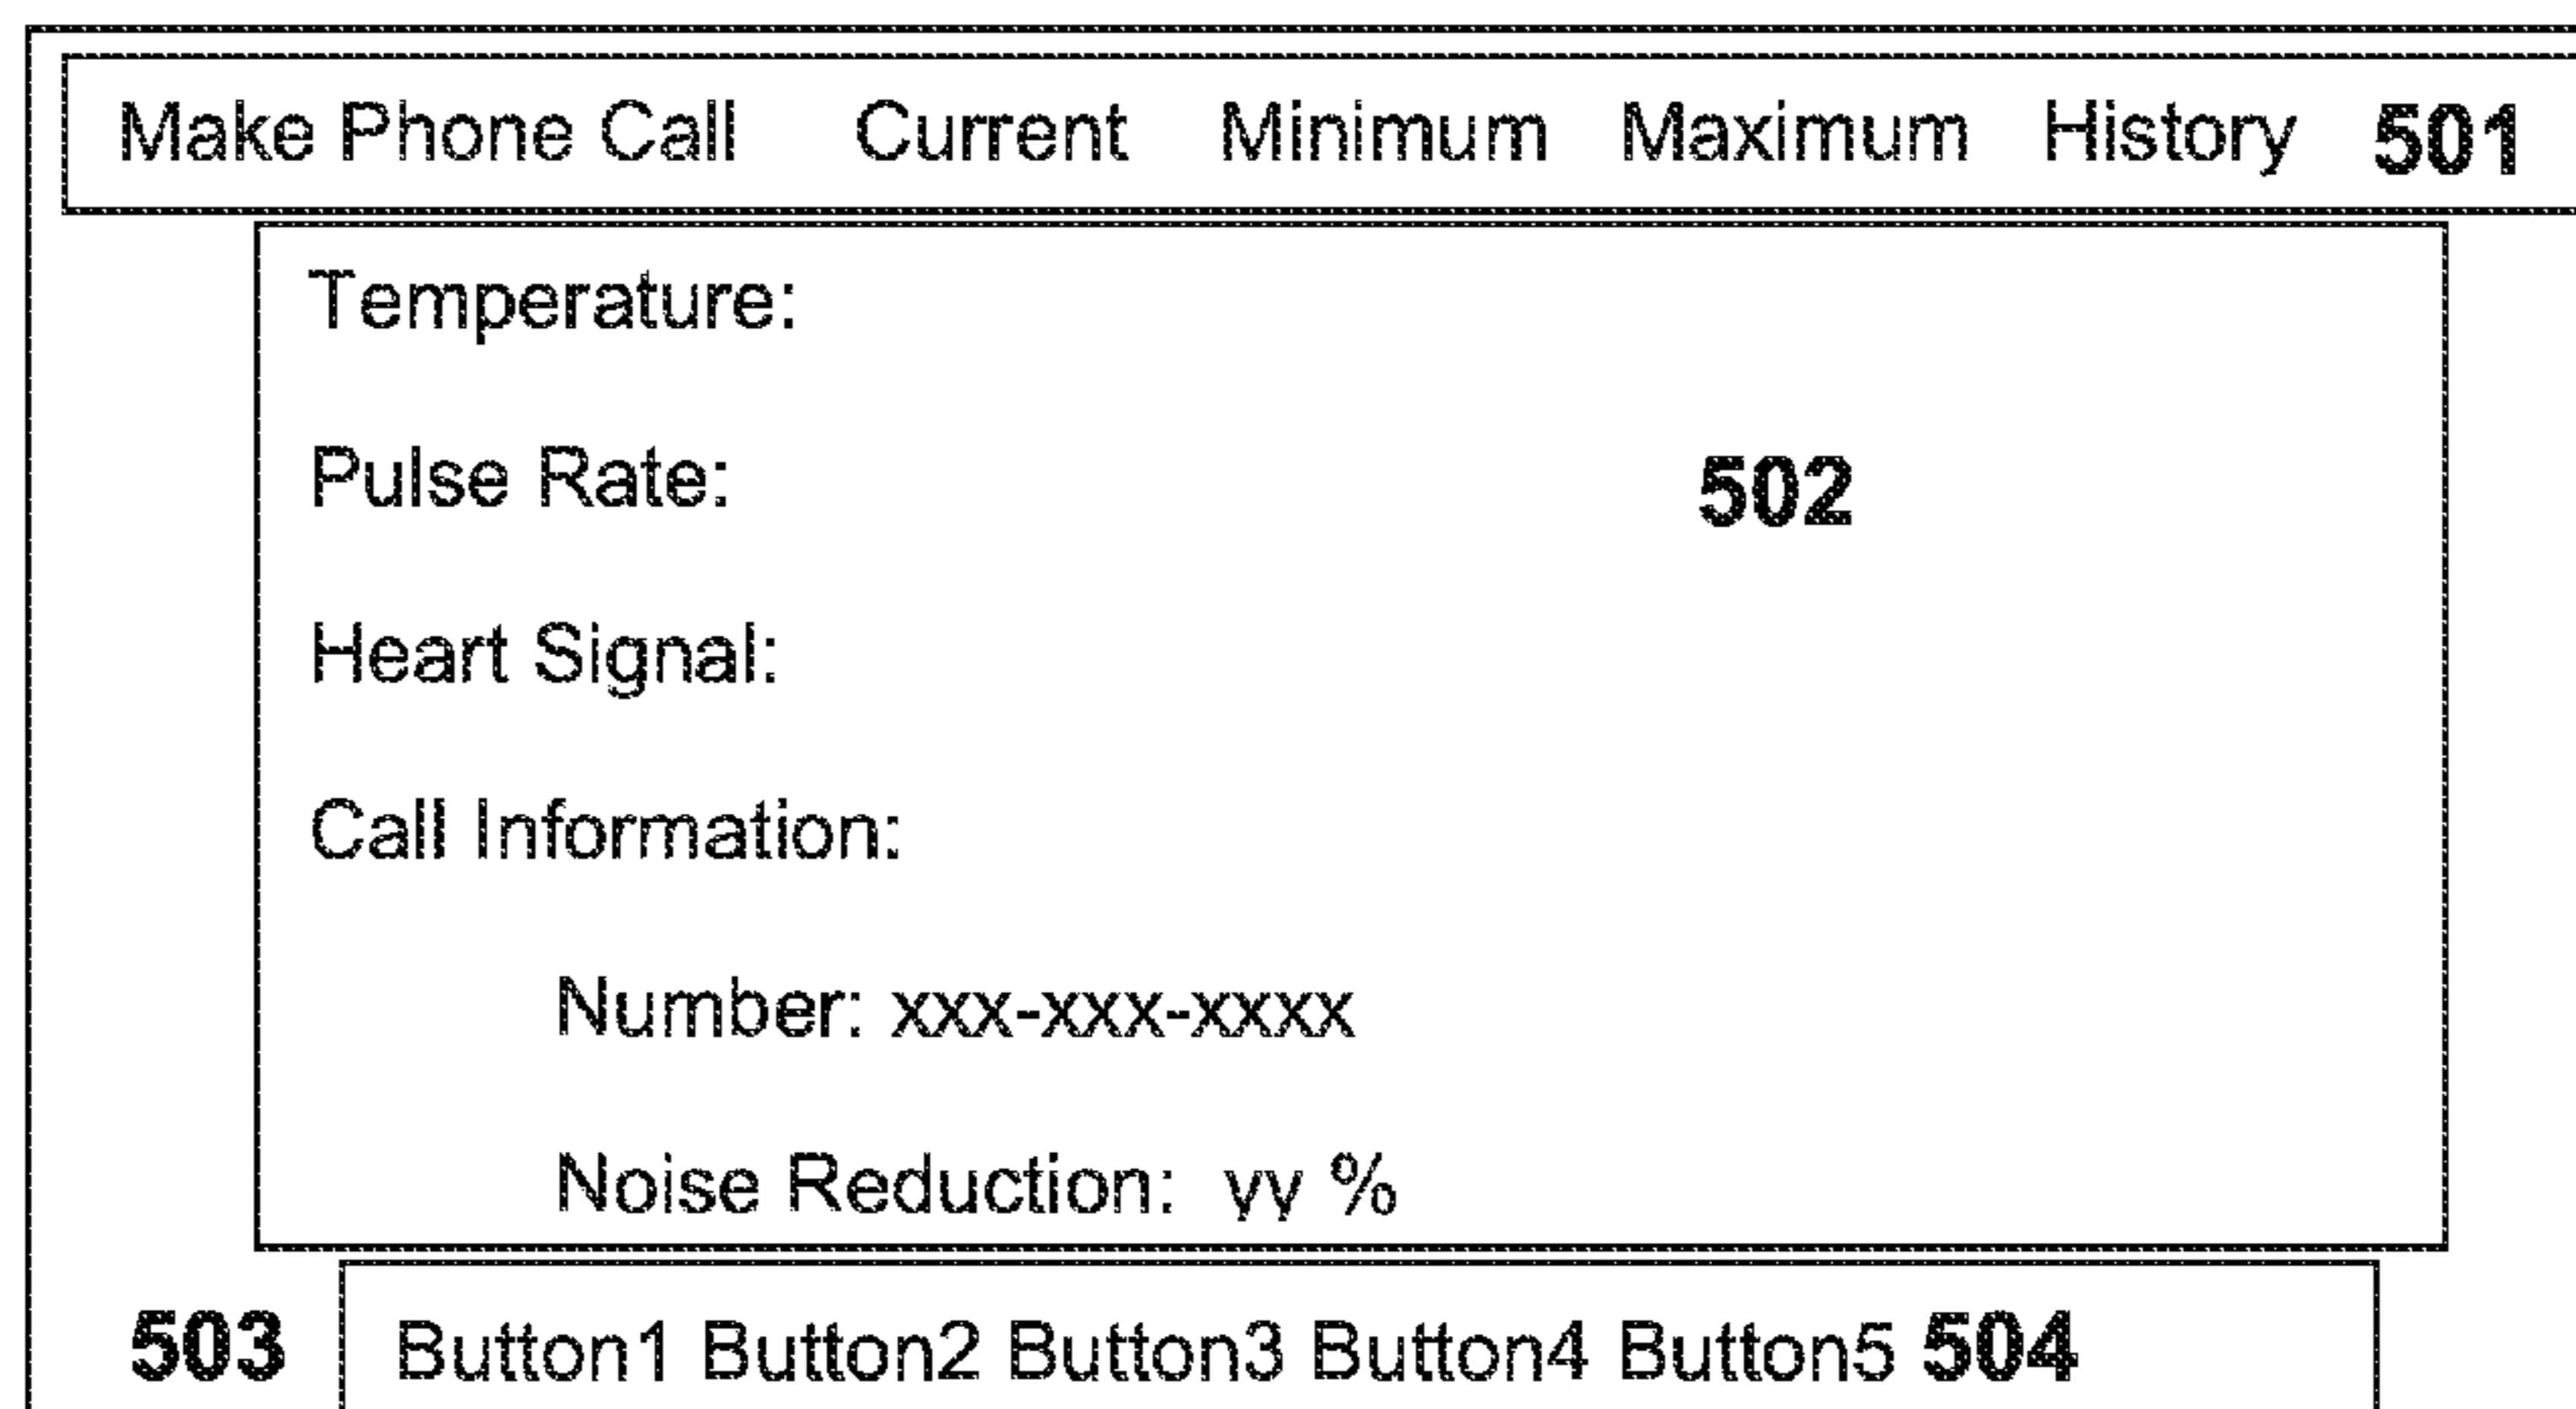 Make Phone Call Current Minimum Maximum History 501
Temperature:
Pulse Rate: 502
Heart Signal:
Call Information:
Number: xxx-xxx-xxxx
Noise Reduction: yy %
503 Button1 Button2 Button3 Button4 Button5 504